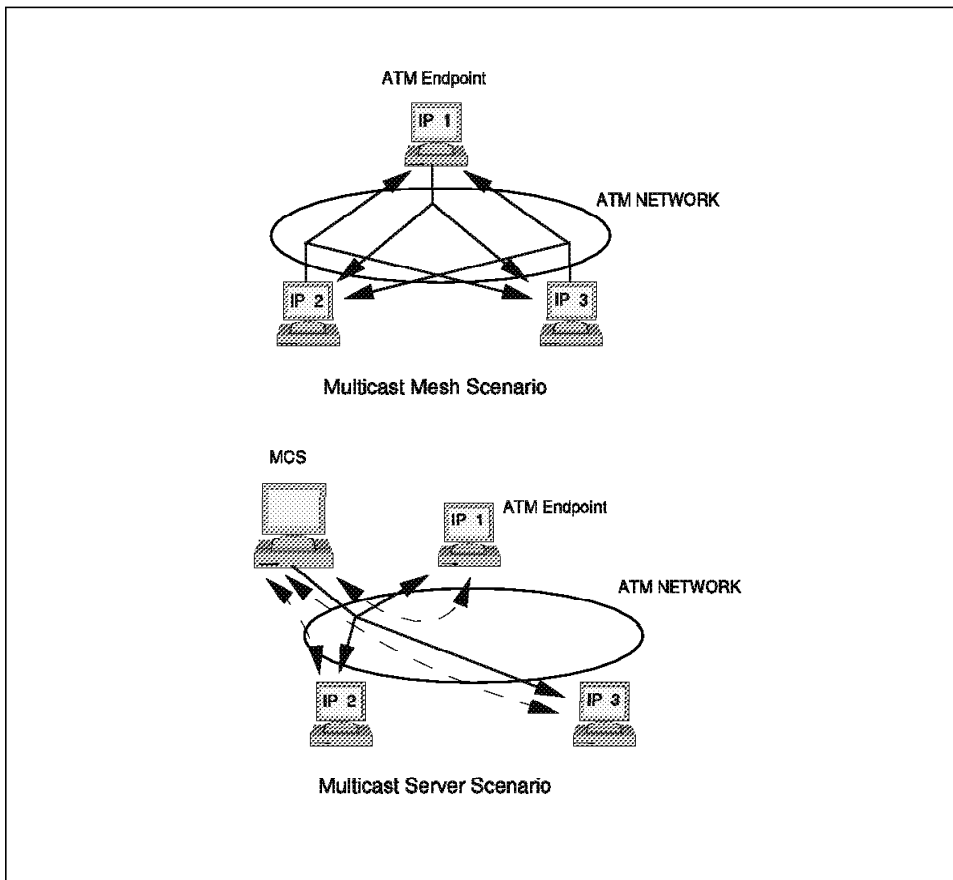 ATM Endpoint
IP 1
ATM NETWORK
IP 2
IP 3
Multicast Mesh Scenario
MCS
IP 1
ATM Endpoint
ATM NETWORK
IP 2
IP 3
Multicast Server Scenario